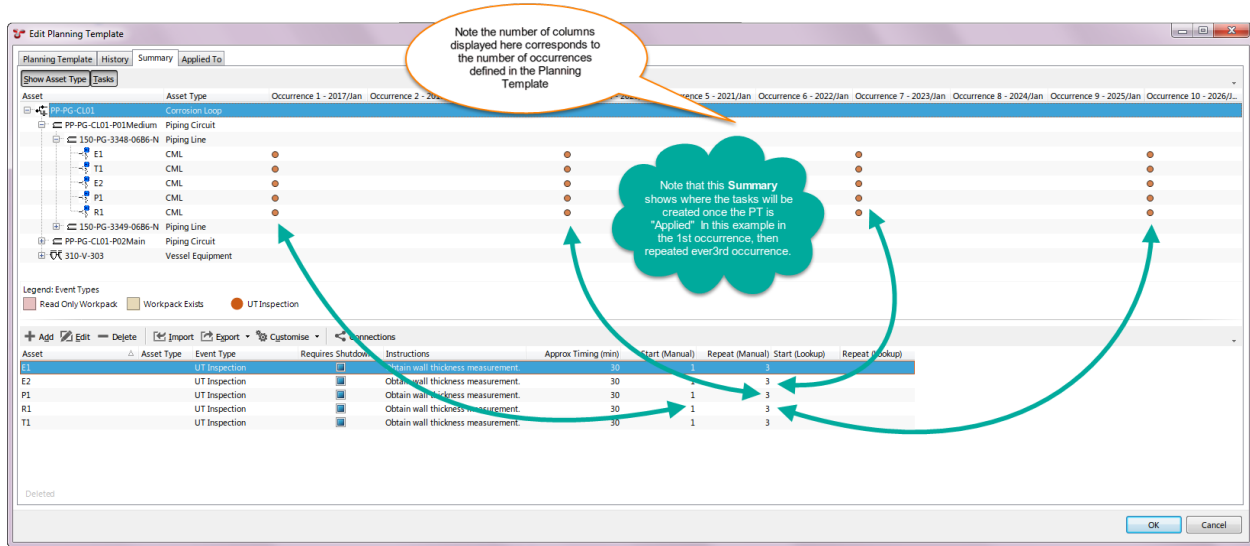 Edit Planning Template
Note the number of columns
displayed here corresponds to
the number of occurrences
defined in the Planning
Template
Planning Template History Summary Applied To
Show Asset Type Tasks
Asset Asset Type Occurrence 1 - 2017/Jan Occurrence 2 - 20 5 - 2021/Jan Occurrence 6 - 2022/Jan Occurrence 7 - 2023/Jan Occurrence 8 - 2024/Jan Occurrence 9 - 2025/Jan Occurrence 10 - 2026/J...
PP-PG-CL01 Corrosion Loop
PP-PG-CL01-P01Medium Piping Circuit
150-PG-3348-06B6-N Piping Line
E1 CML
T1 CML
E2 CML
P1 CML
R1 CML
150-PG-3349-06B6-N Piping Line
PP-PG-CL01-P02Main Piping Circuit
310-V-303 Vessel Equipment
Note that this Summary
shows where the tasks will be
created once the PT is
"Applied" In this example in
the 1st occurrence, then
repeated ever3rd occurrence.
Legend: Event Types
Read Only Workpack Workpack Exists UT Inspection
Add Edit Delete Import Export Customise Connections
Asset Asset Type Event Type Requires Shutdown Instructions Approx Timing (min) Start (Manual) Repeat (Manual) Start (Lookup) Repeat (Lookup)
E1 UT Inspection Obtain wall thickness measurement. 30 1 3
E2 UT Inspection Obtain wall thickness measurement. 30 1 3
P1 UT Inspection Obtain wall thickness measurement. 30 1 3
R1 UT Inspection Obtain wall thickness measurement. 30 1 3
T1 UT Inspection Obtain wall thickness measurement. 30 1 3
Deleted
OK Cancel